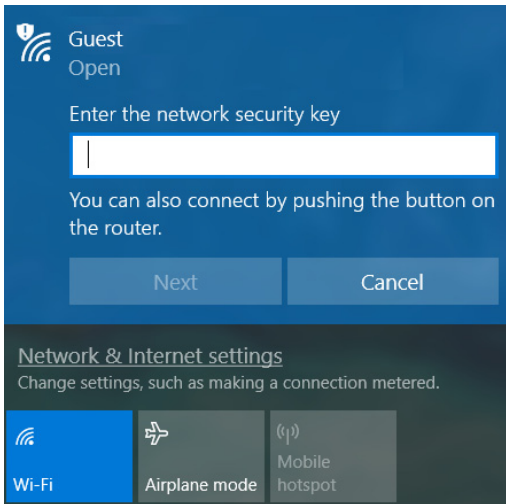 Guest
Open
Enter the network security key
You can also connect by pushing the button on
the router.
Next
Cancel
Network & Internet settings
Change settings, such as making a connection metered.
Wi-Fi
Airplane mode
Mobile
hotspot